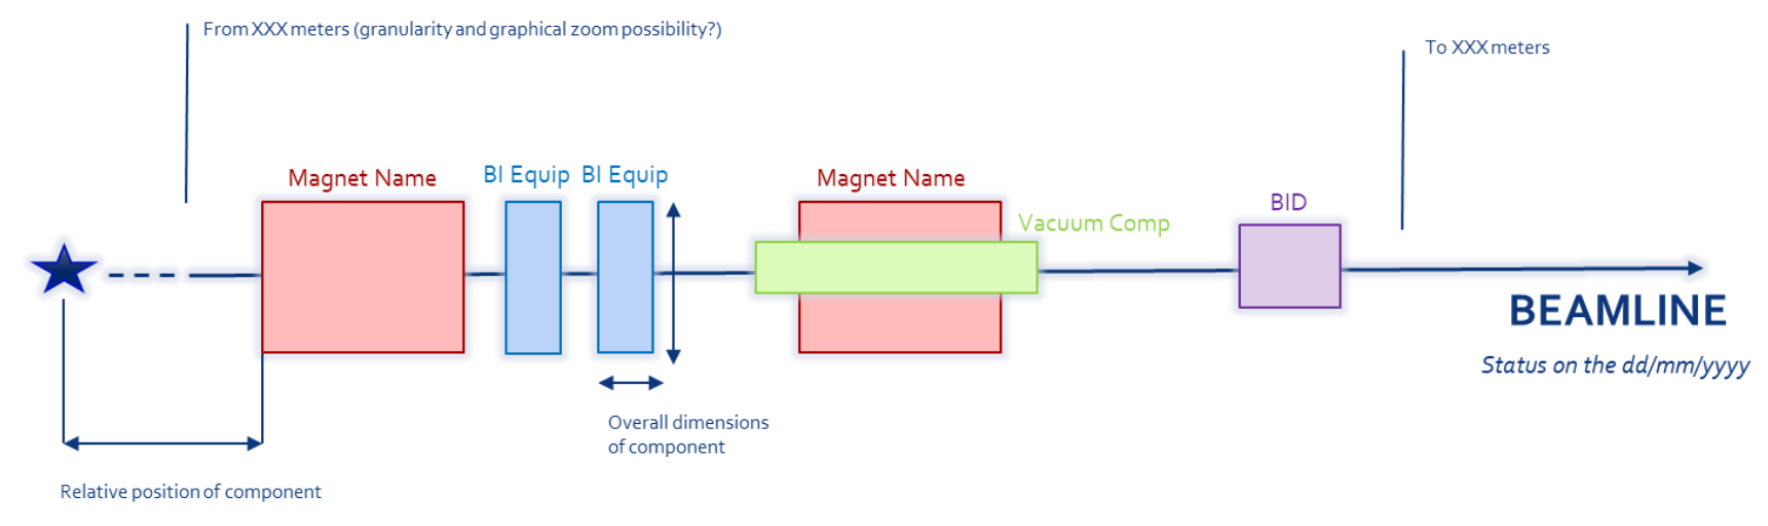 From XXX meters (granularity and graphical zoom possibility?)
To XXX meters
Magnet Name
BI Equip
BI Equip
Magnet Name
Vacuum Comp
BID
BEAMLINE
Status on the dd/mm/yyyy
Overall dimensions
of component
Relative position of component